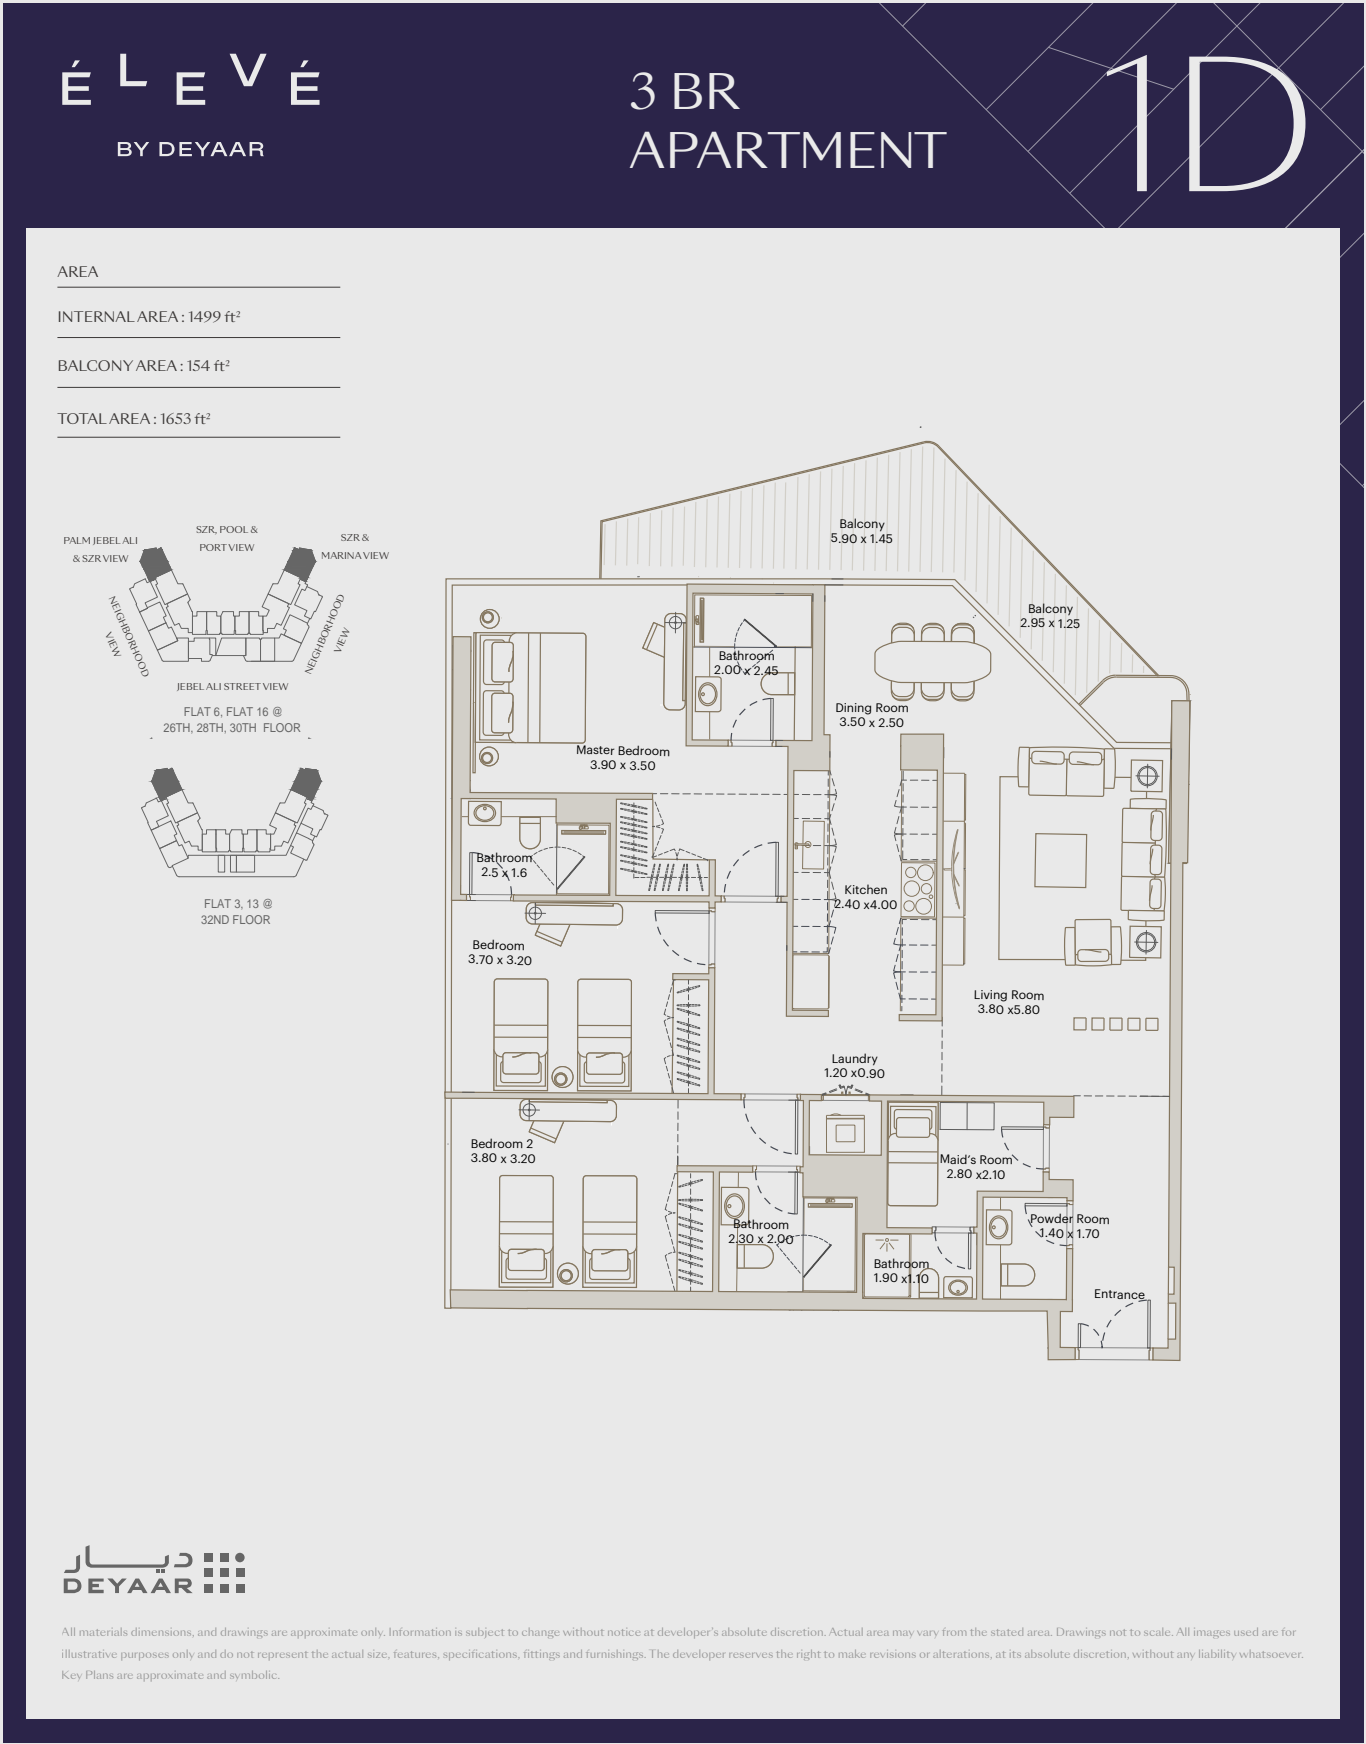 ÉLEVÉ
BY DEYAAR
3 BR
APARTMENT
1D
AREA
INTERNAL AREA : 1499 ft²
BALCONY AREA : 154 ft²
TOTAL AREA : 1653 ft²
PALM JEBEL ALI
& SZR VIEW
SZR, POOL &
PORT VIEW
SZR &
MARINA VIEW
NEIGHBORHOOD
VIEW
NEIGHBORHOOD
VIEW
JEBEL ALI STREET VIEW
FLAT 6, FLAT 16 @
26TH, 28TH, 30TH FLOOR
FLAT 3, 13 @
32ND FLOOR
Balcony
5.90 x 1.45
Balcony
2.95 x 1.25
Bathroom
2.00 x 2.45
Dining Room
3.50 x 2.50
Master Bedroom
3.90 x 3.50
Bathroom
2.5 x 1.6
Kitchen
2.40 x4.00
Bedroom
3.70 x 3.20
Living Room
3.80 x5.80
Laundry
1.20 x0.90
Bedroom 2
3.80 x 3.20
Maid's Room
2.80 x2.10
Bathroom
2.30 x 2.00
Powder Room
1.40 x 1.70
Bathroom
1.90 x1.10
Entrance
ديار
DEYAAR
All materials dimensions, and drawings are approximate only. Information is subject to change without notice at developer's absolute discretion. Actual area may vary from the stated area. Drawings not to scale. All images used are for
illustrative purposes only and do not represent the actual size, features, specifications, fittings and furnishings. The developer reserves the right to make revisions or alterations, at its absolute discretion, without any liability whatsoever.
Key Plans are approximate and symbolic.